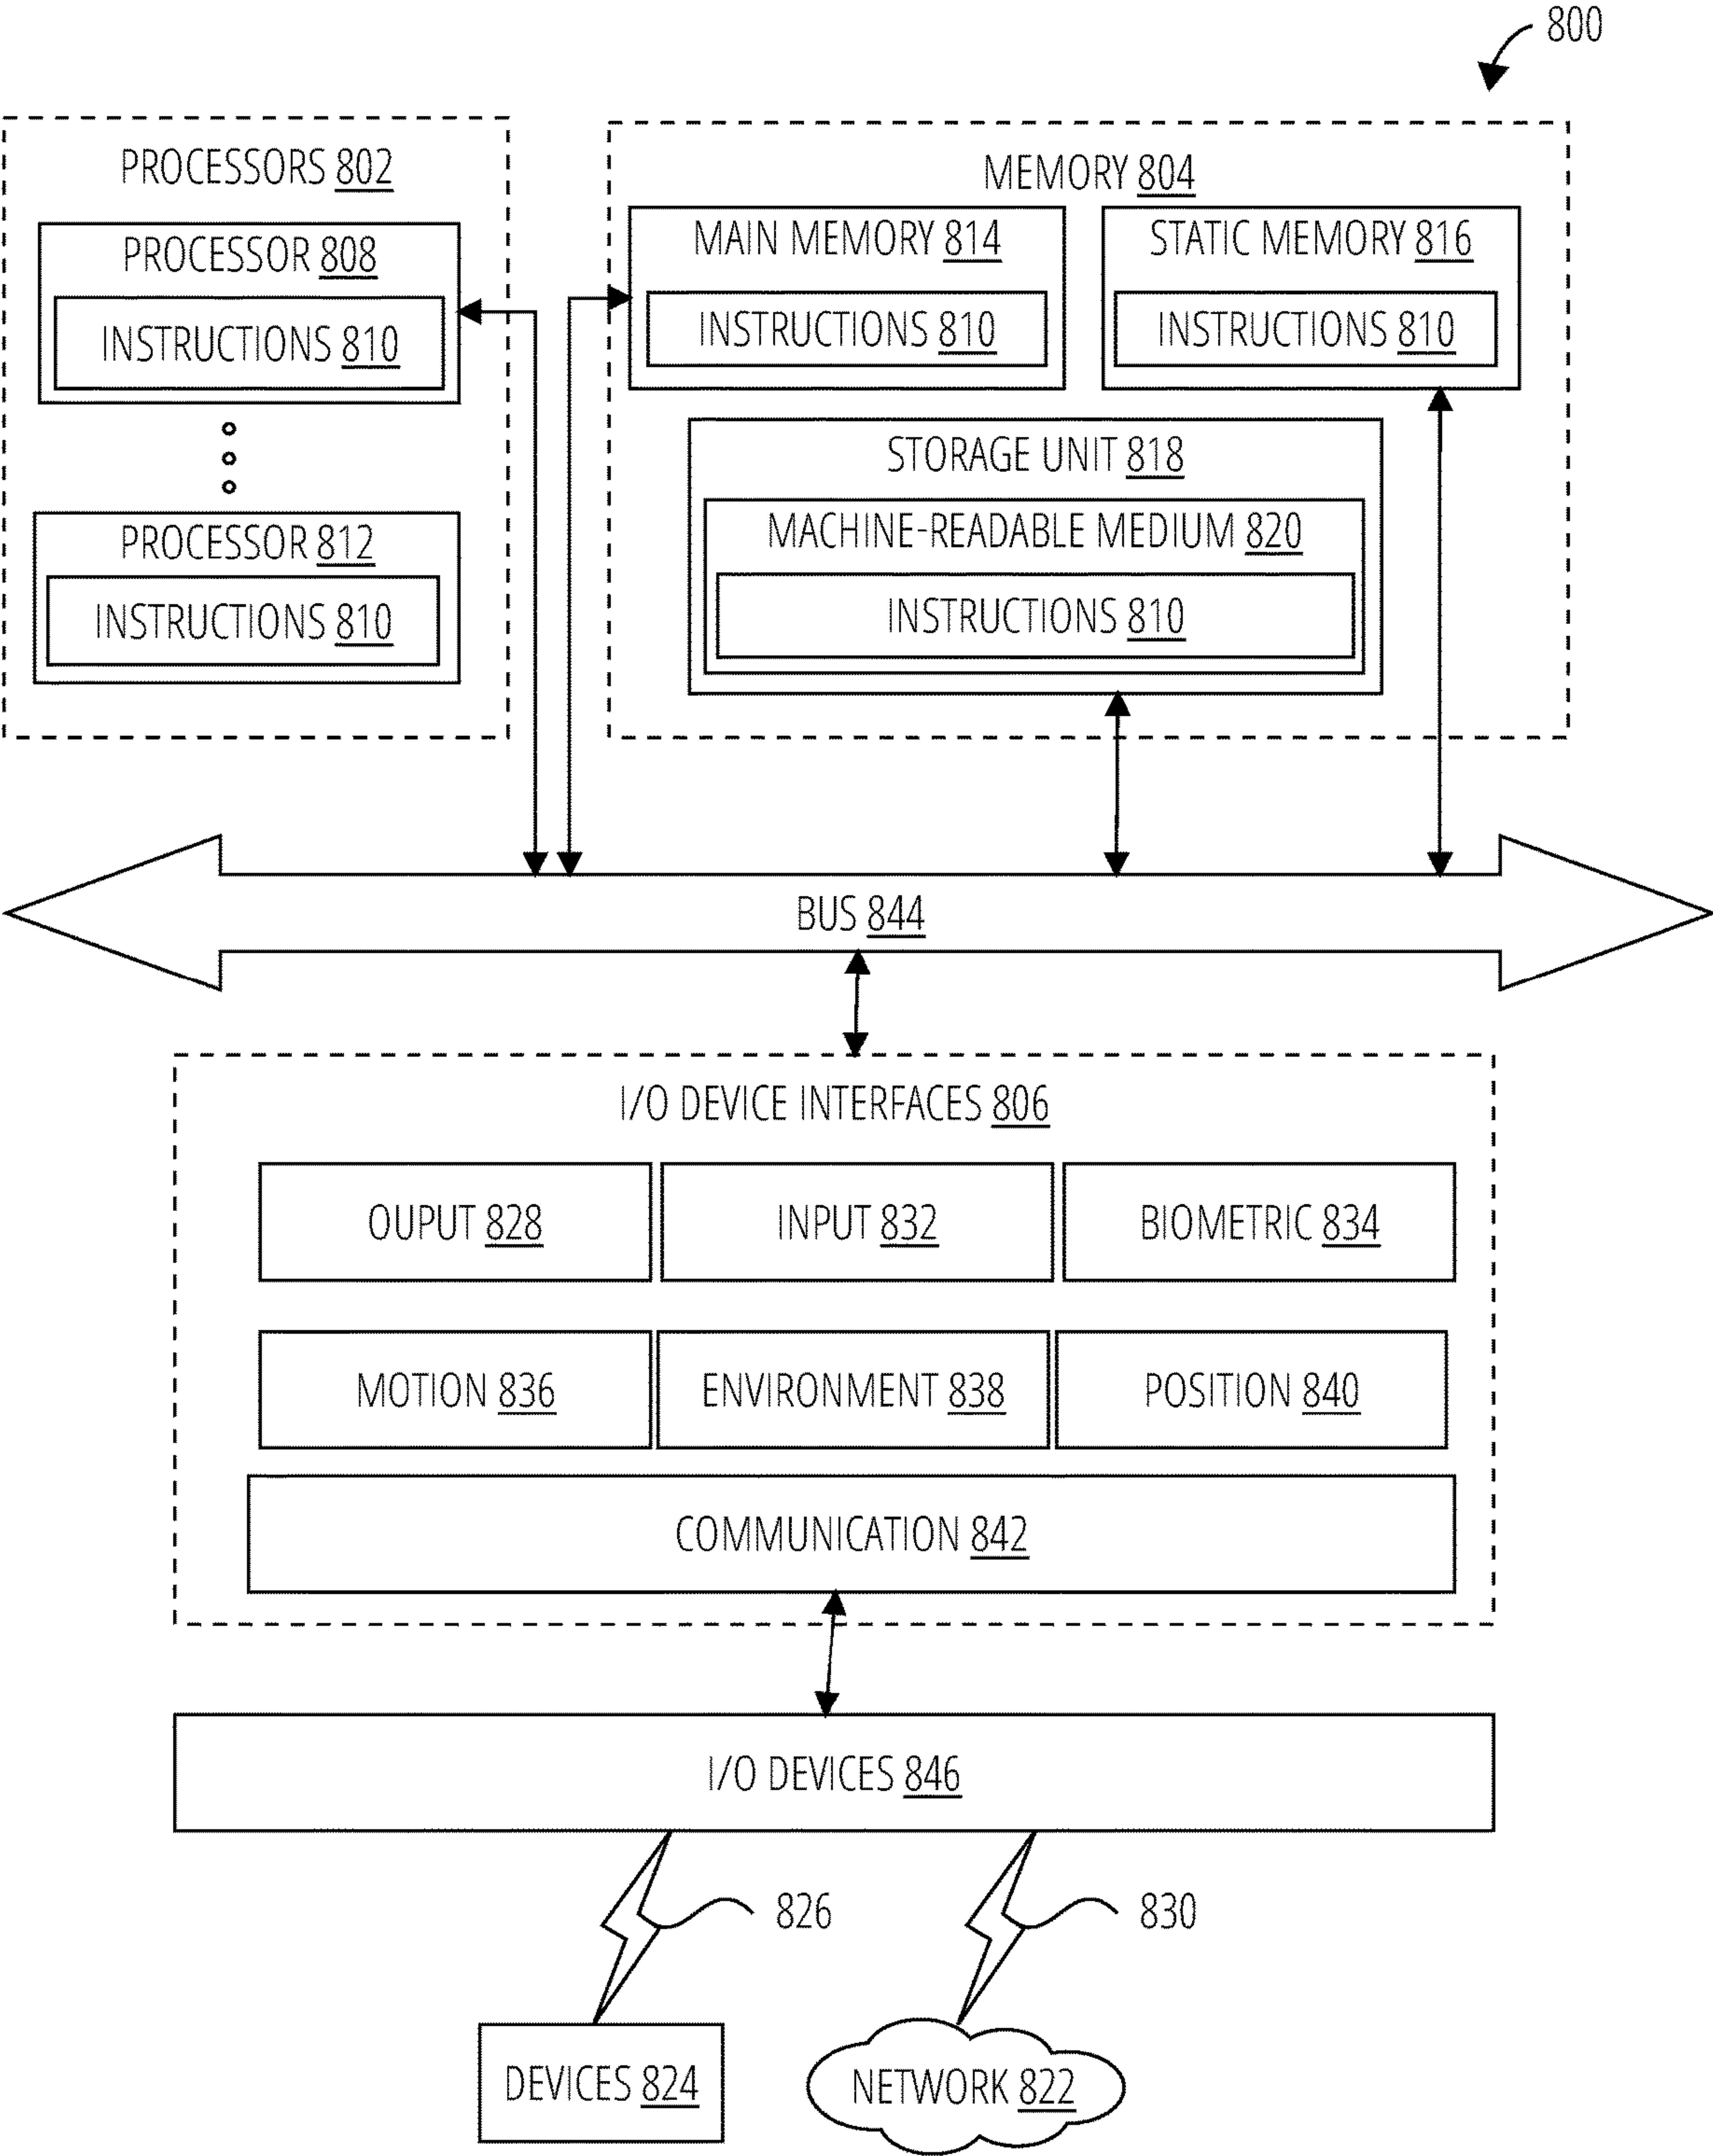 800
PROCESSORS 802
MEMORY 804
PROCESSOR 808
INSTRUCTIONS 810
MAIN MEMORY 814
INSTRUCTIONS 810
STATIC MEMORY 816
INSTRUCTIONS 810
PROCESSOR 812
INSTRUCTIONS 810
STORAGE UNIT 818
MACHINE-READABLE MEDIUM 820
INSTRUCTIONS 810
BUS 844
I/O DEVICE INTERFACES 806
OUPUT 828
INPUT 832
BIOMETRIC 834
MOTION 836
ENVIRONMENT 838
POSITION 840
COMMUNICATION 842
I/O DEVICES 846
826
830
DEVICES 824
NETWORK 822